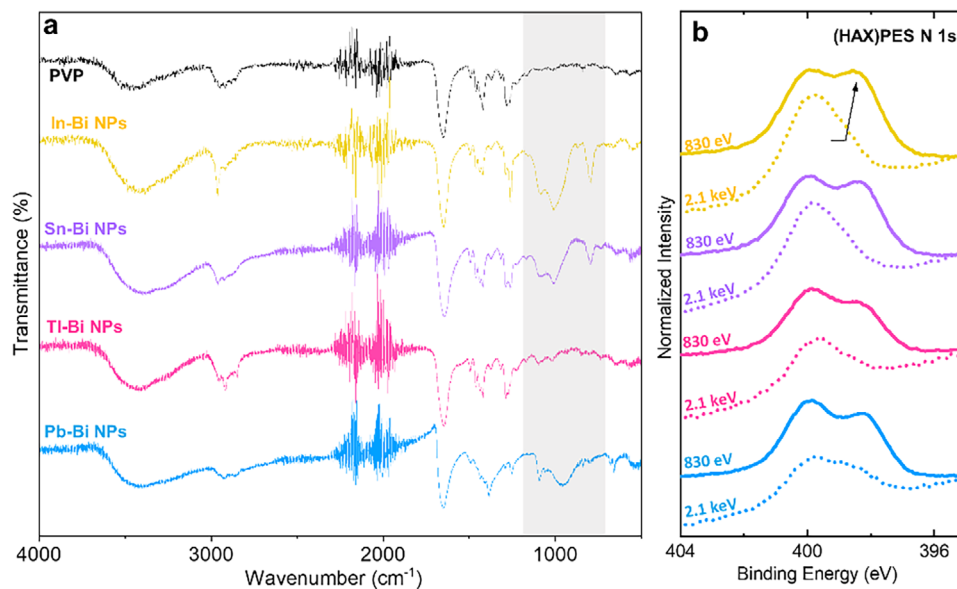 a
PVP
In-Bi NPs
Sn-Bi NPs
Tl-Bi NPs
Pb-Bi NPs
Transmittance (%)
4000 3000 2000 1000
Wavenumber (cm⁻¹)
b
(HAX)PES N 1s
830 eV
2.1 keV
830 eV
2.1 keV
830 eV
2.1 keV
830 eV
2.1 keV
Normalized Intensity
404 400 396
Binding Energy (eV)